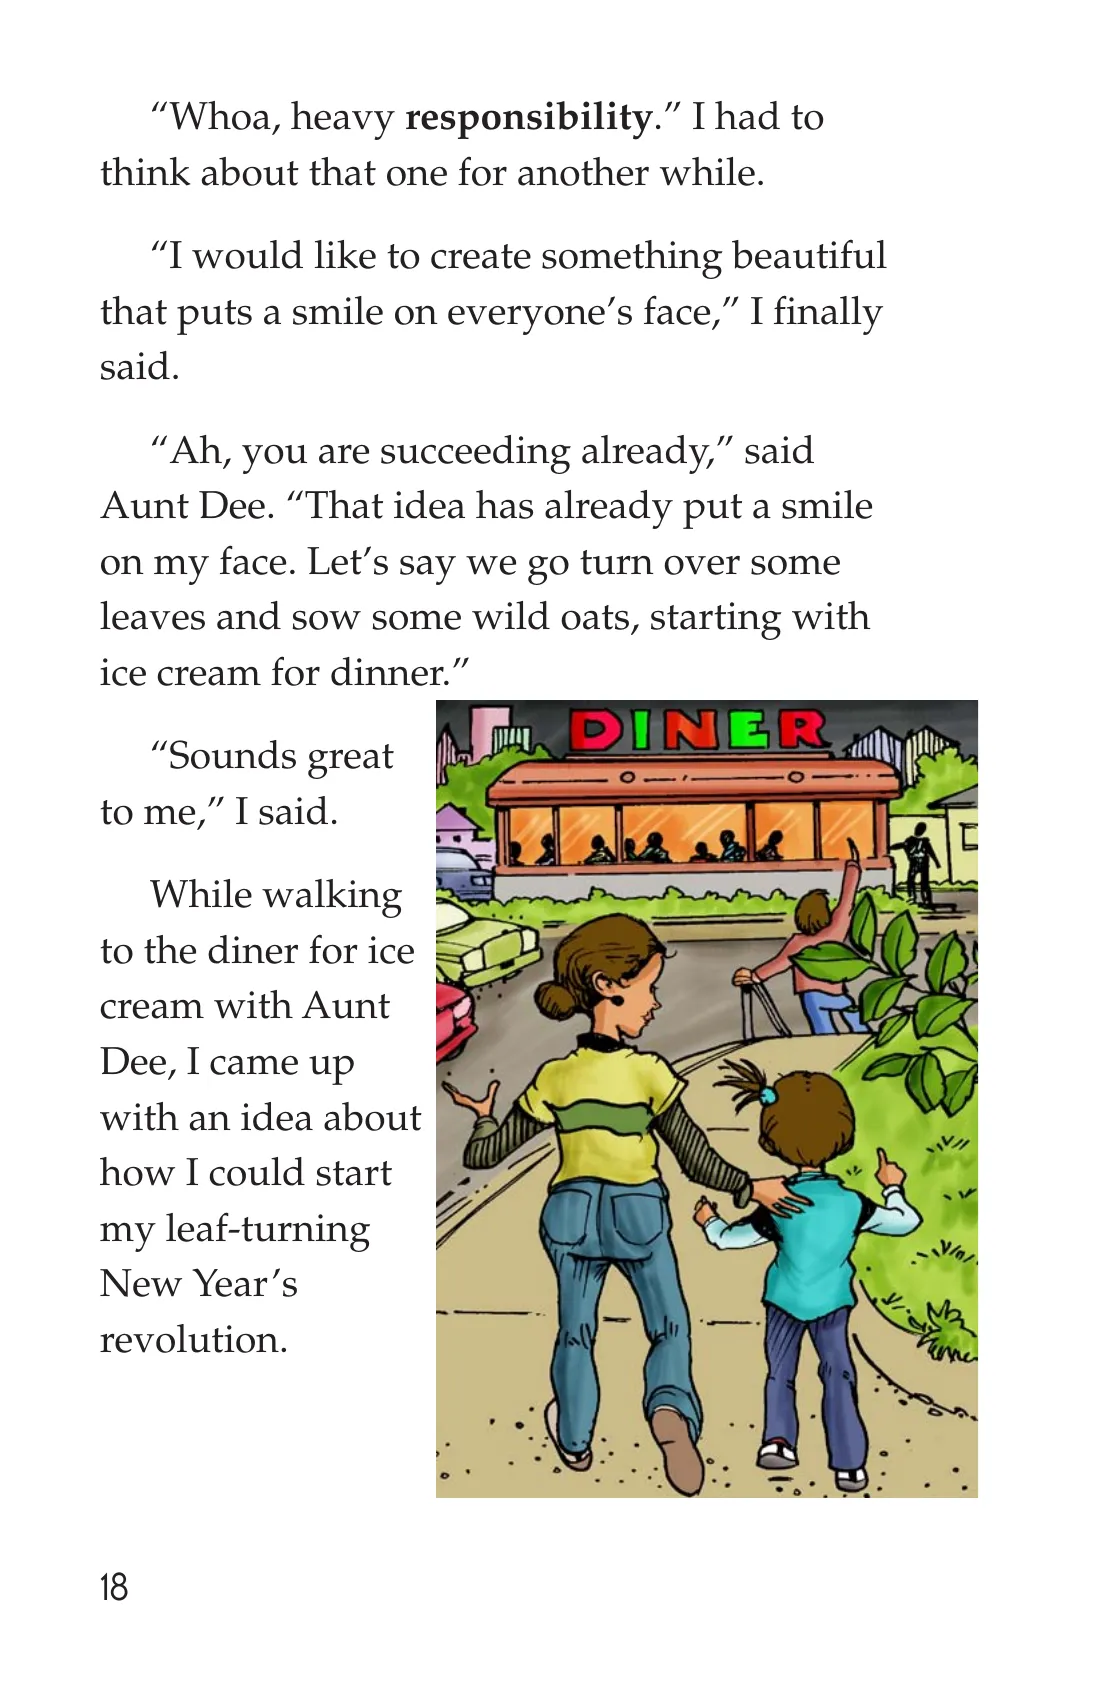 “Whoa, heavy responsibility.” I had to
think about that one for another while.
“I would like to create something beautiful
that puts a smile on everyone’s face,” I finally
said.
“Ah, you are succeeding already,” said
Aunt Dee. “That idea has already put a smile
on my face. Let’s say we go turn over some
leaves and sow some wild oats, starting with
ice cream for dinner.”
DINER
“Sounds great
to me,” I said.
While walking
to the diner for ice
cream with Aunt
Dee, I came up
with an idea about
how I could start
my leaf-turning
New Year’s
revolution.
18